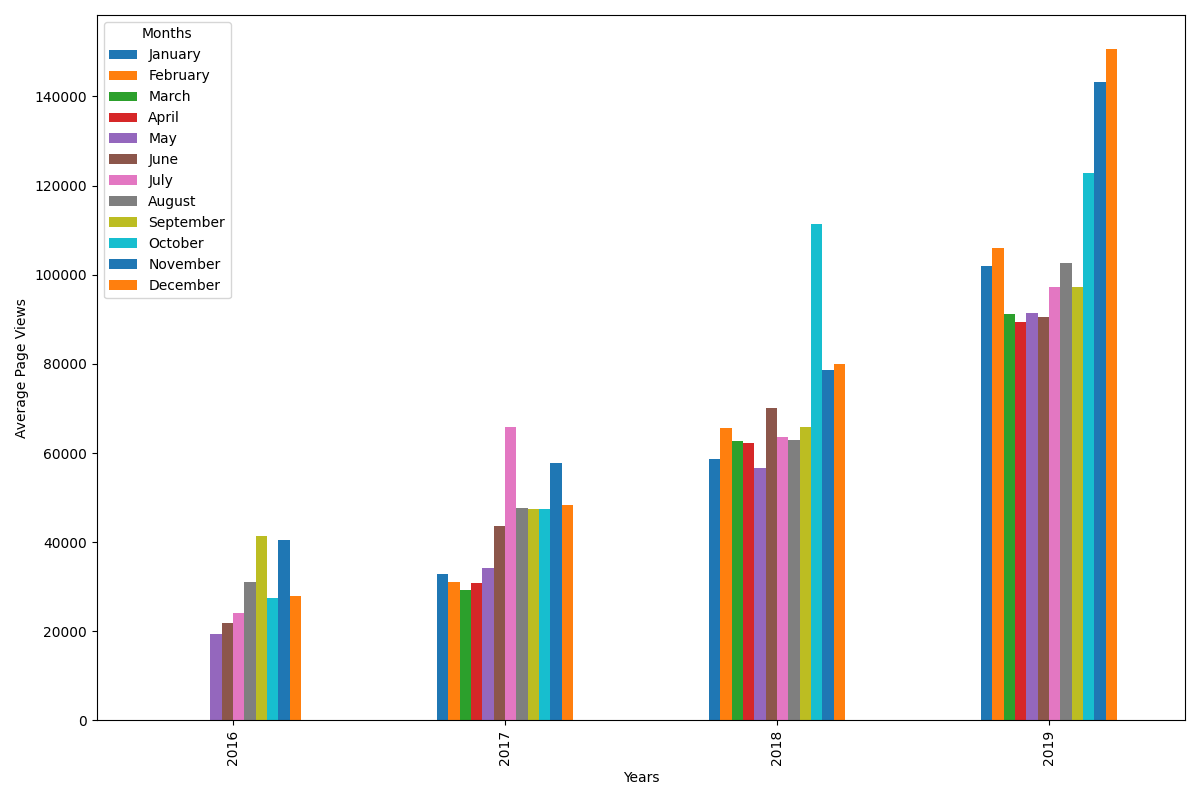 Months
January
February
March
April
May
June
July
August
September
October
November
December
140000
120000
100000
80000
60000
40000
20000
0
Average Page Views
2016
2017
2018
2019
Years